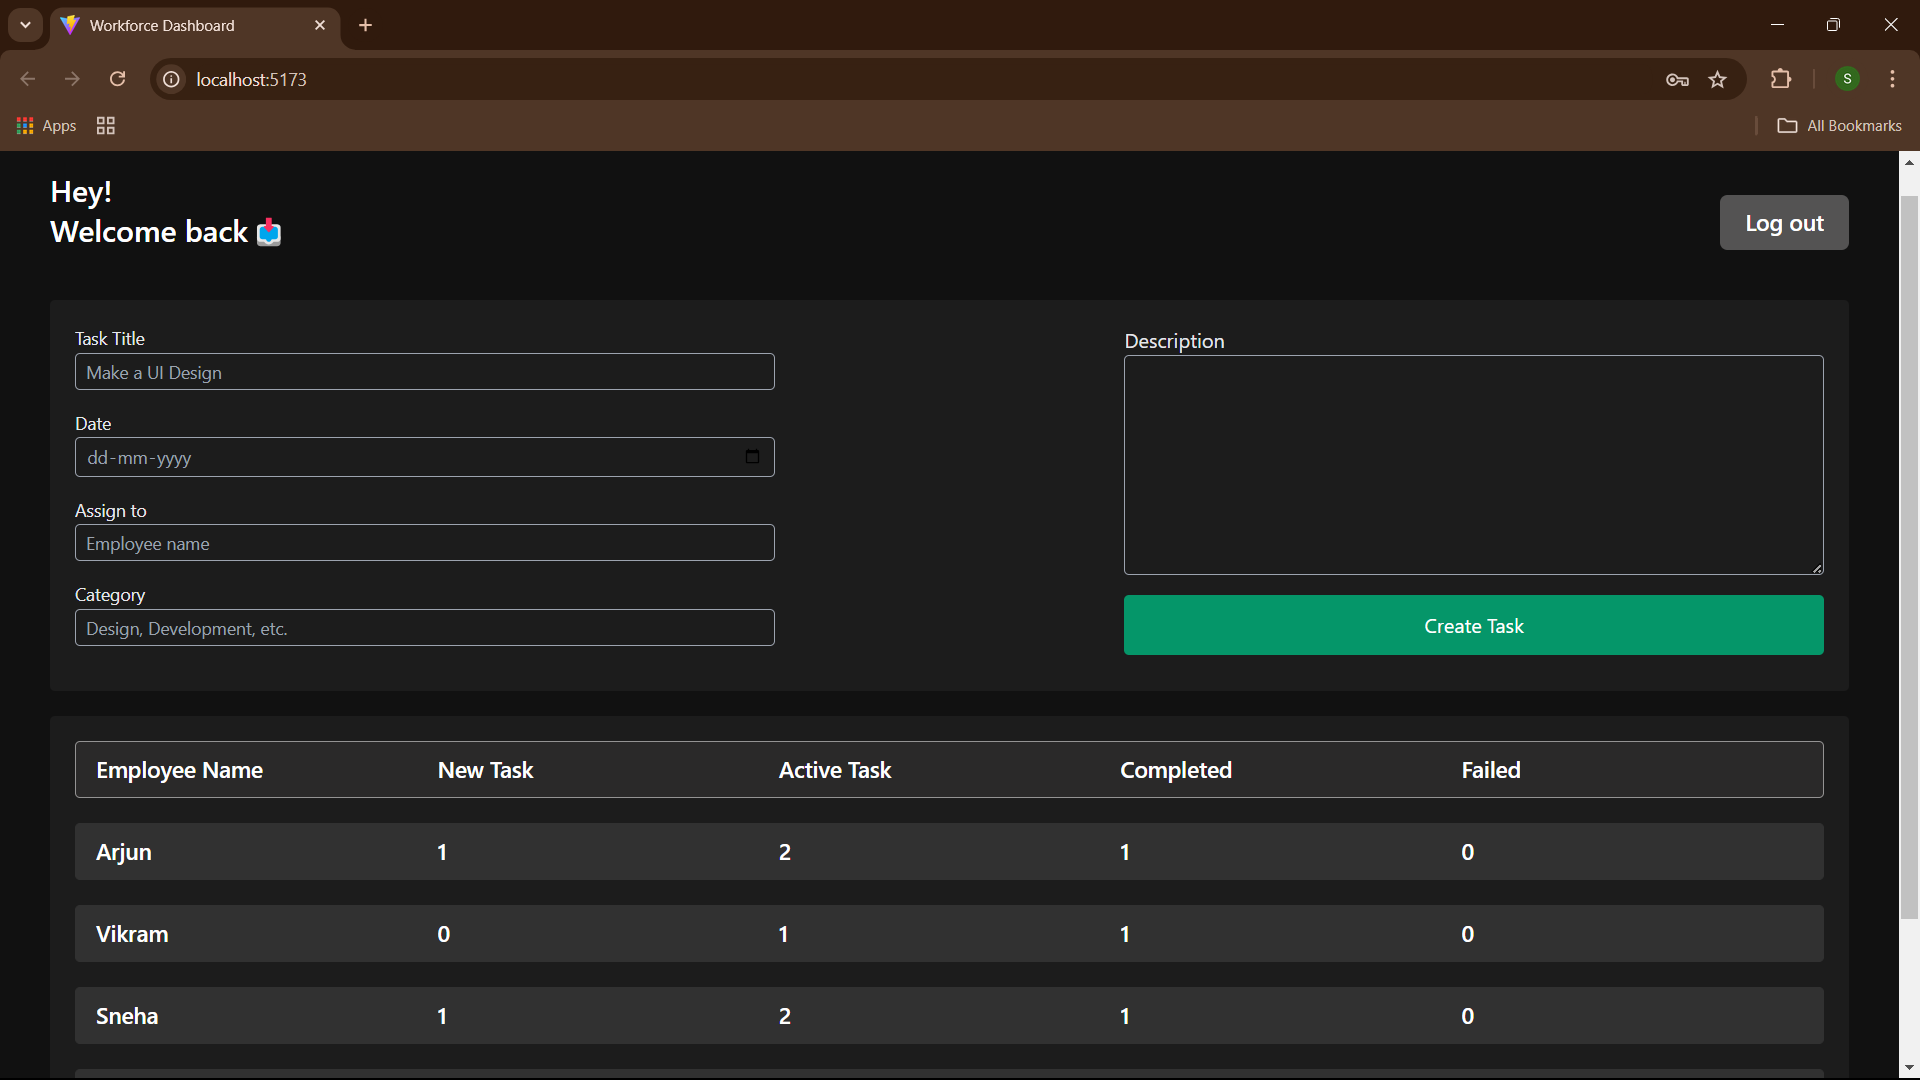 Workforce Dashboard
localhost:5173
S
Apps
All Bookmarks
Hey!
Welcome back 📩
Log out
Task Title
Make a UI Design
Date
dd-mm-yyyy
Assign to
Employee name
Category
Design, Development, etc.
Description
Create Task
Employee Name New Task Active Task Completed Failed
Arjun 1 2 1 0
Vikram 0 1 1 0
Sneha 1 2 1 0